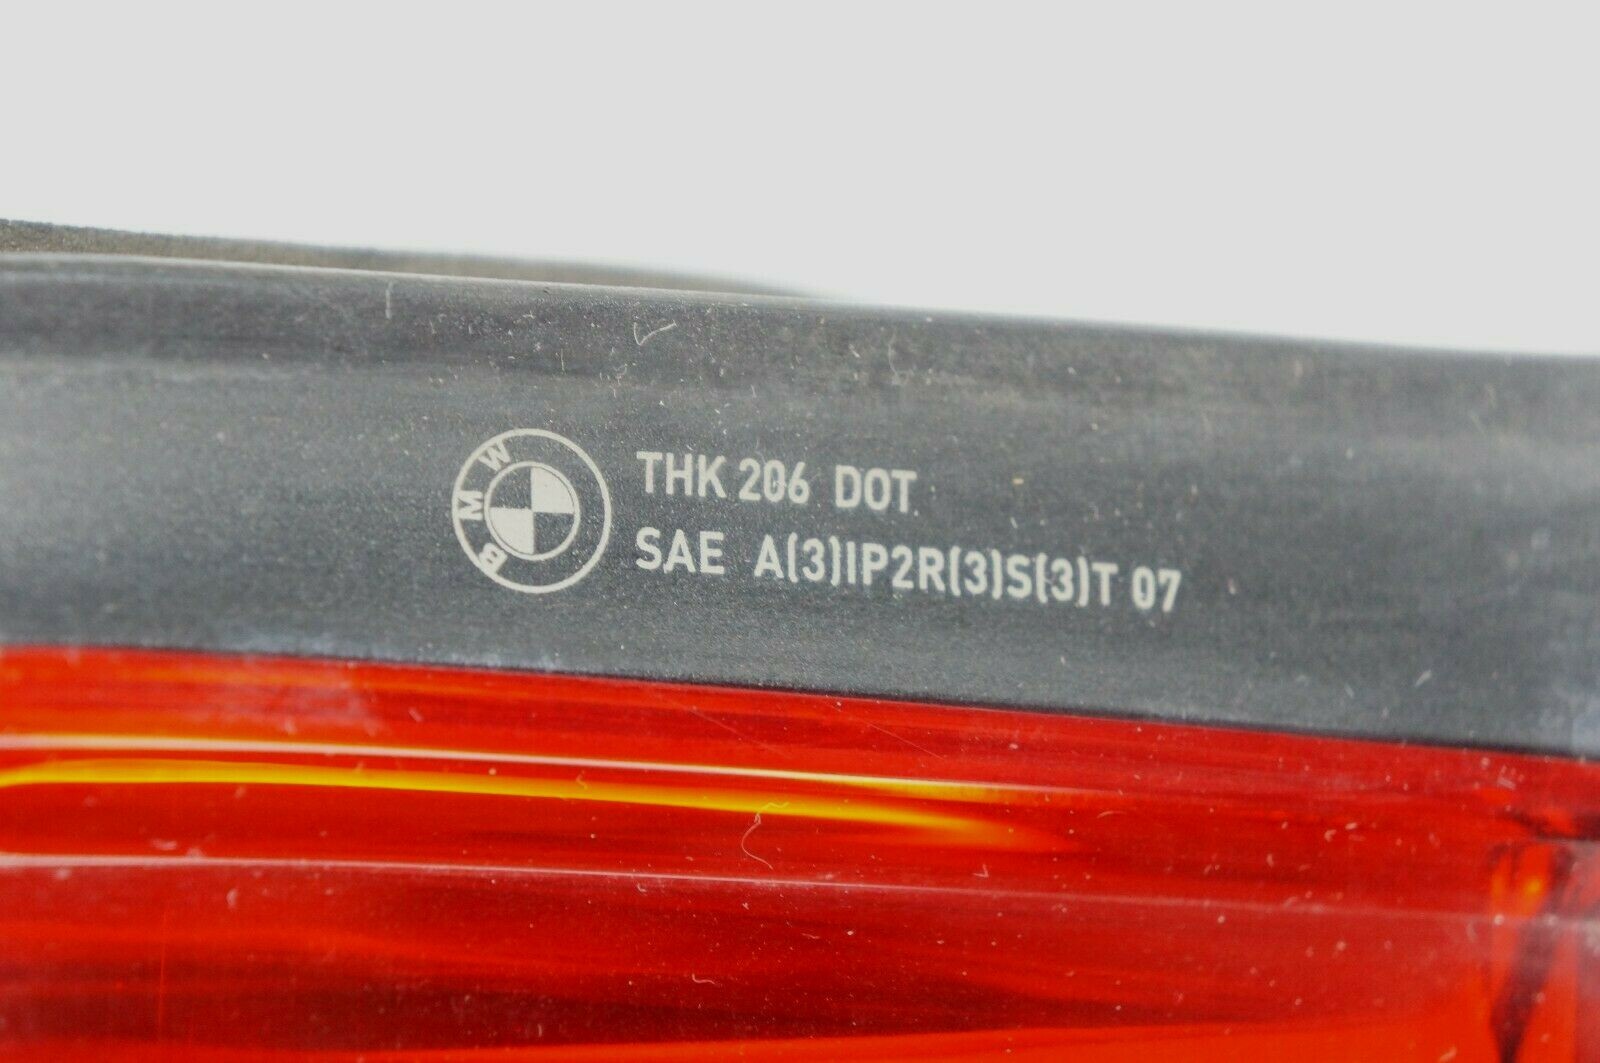 BMW
THK 206 DOT
SAE A(3)IP2R(3)S(3)T 07